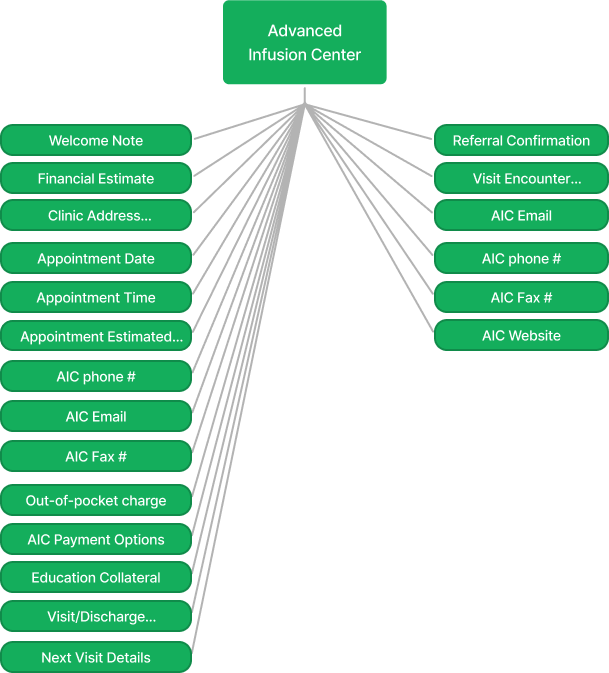 Advanced
Infusion Center
Welcome Note
Financial Estimate
Clinic Address...
Appointment Date
Appointment Time
Appointment Estimated...
AIC phone #
AIC Email
AIC Fax #
Out-of-pocket charge
AIC Payment Options
Education Collateral
Visit/Discharge...
Next Visit Details
Referral Confirmation
Visit Encounter...
AIC Email
AIC phone #
AIC Fax #
AIC Website